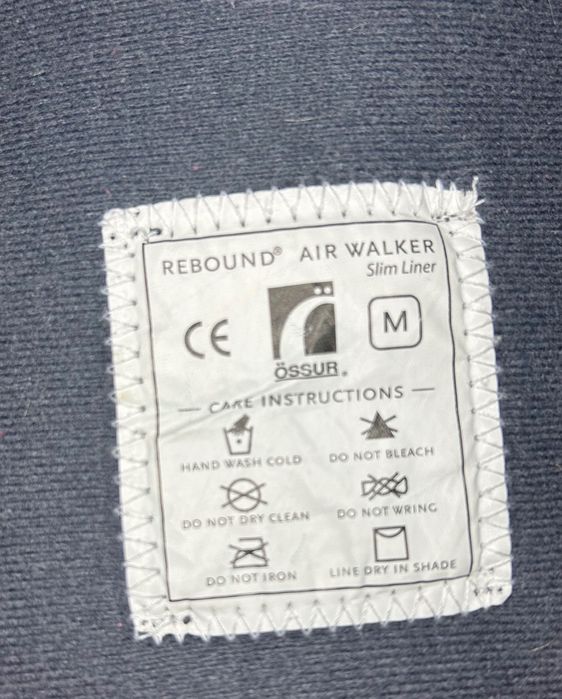 REBOUND® AIR WALKER
Slim Liner
CE
M
ÖSSUR®
CARE INSTRUCTIONS
HAND WASH COLD
DO NOT BLEACH
DO NOT DRY CLEAN
DO NOT WRING
DO NOT IRON
LINE DRY IN SHADE